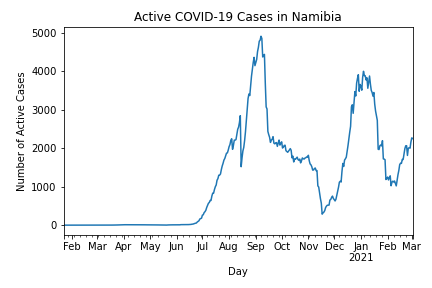 Active COVID-19 Cases in Namibia
Number of Active Cases
5000
4000
3000
2000
1000
0
Feb Mar Apr May Jun Jul Aug Sep Oct Nov Dec Jan Feb Mar
2021
Day